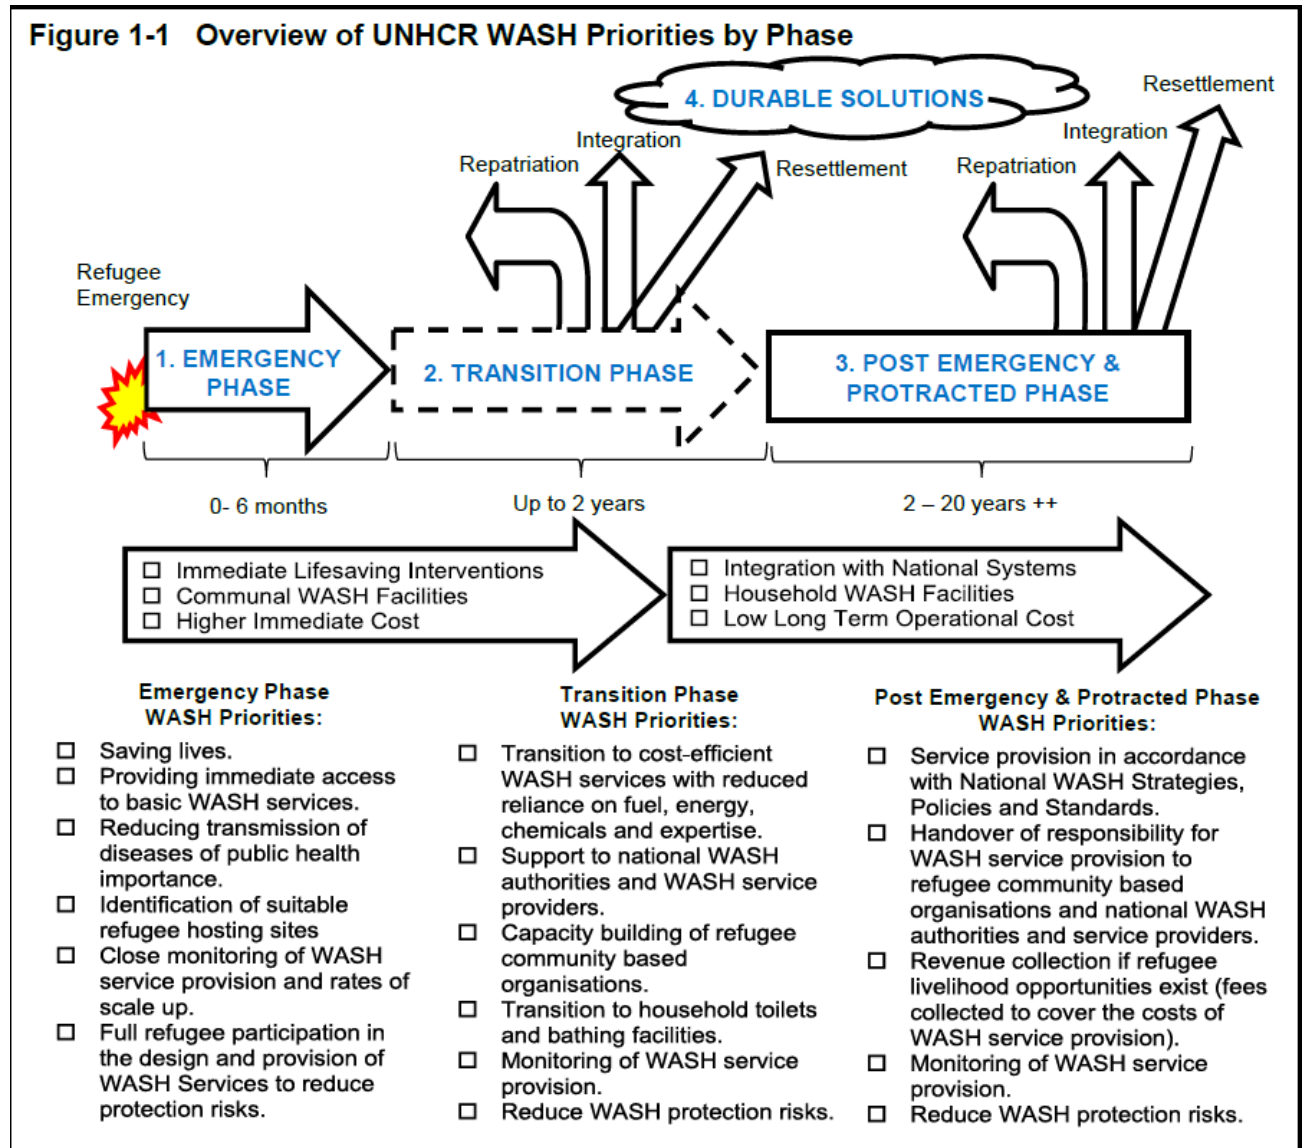 Figure 1-1   Overview of UNHCR WASH Priorities by Phase
4. DURABLE SOLUTIONS
Resettlement
Integration
Repatriation
Resettlement
Integration
Repatriation
Refugee
Emergency
1. EMERGENCY
PHASE
2. TRANSITION PHASE
3. POST EMERGENCY &
PROTRACTED PHASE
0- 6 months
Up to 2 years
2 – 20 years ++
☐ Immediate Lifesaving Interventions
☐ Communal WASH Facilities
☐ Higher Immediate Cost
☐ Integration with National Systems
☐ Household WASH Facilities
☐ Low Long Term Operational Cost
Emergency Phase
WASH Priorities:
☐ Saving lives.
☐ Providing immediate access
to basic WASH services.
☐ Reducing transmission of
diseases of public health
importance.
☐ Identification of suitable
refugee hosting sites
☐ Close monitoring of WASH
service provision and rates of
scale up.
☐ Full refugee participation in
the design and provision of
WASH Services to reduce
protection risks.
Transition Phase
WASH Priorities:
☐ Transition to cost-efficient
WASH services with reduced
reliance on fuel, energy,
chemicals and expertise.
☐ Support to national WASH
authorities and WASH service
providers.
☐ Capacity building of refugee
community based
organisations.
☐ Transition to household toilets
and bathing facilities.
☐ Monitoring of WASH service
provision.
☐ Reduce WASH protection risks.
Post Emergency & Protracted Phase
WASH Priorities:
☐ Service provision in accordance
with National WASH Strategies,
Policies and Standards.
☐ Handover of responsibility for
WASH service provision to
refugee community based
organisations and national WASH
authorities and service providers.
☐ Revenue collection if refugee
livelihood opportunities exist (fees
collected to cover the costs of
WASH service provision).
☐ Monitoring of WASH service
provision.
☐ Reduce WASH protection risks.